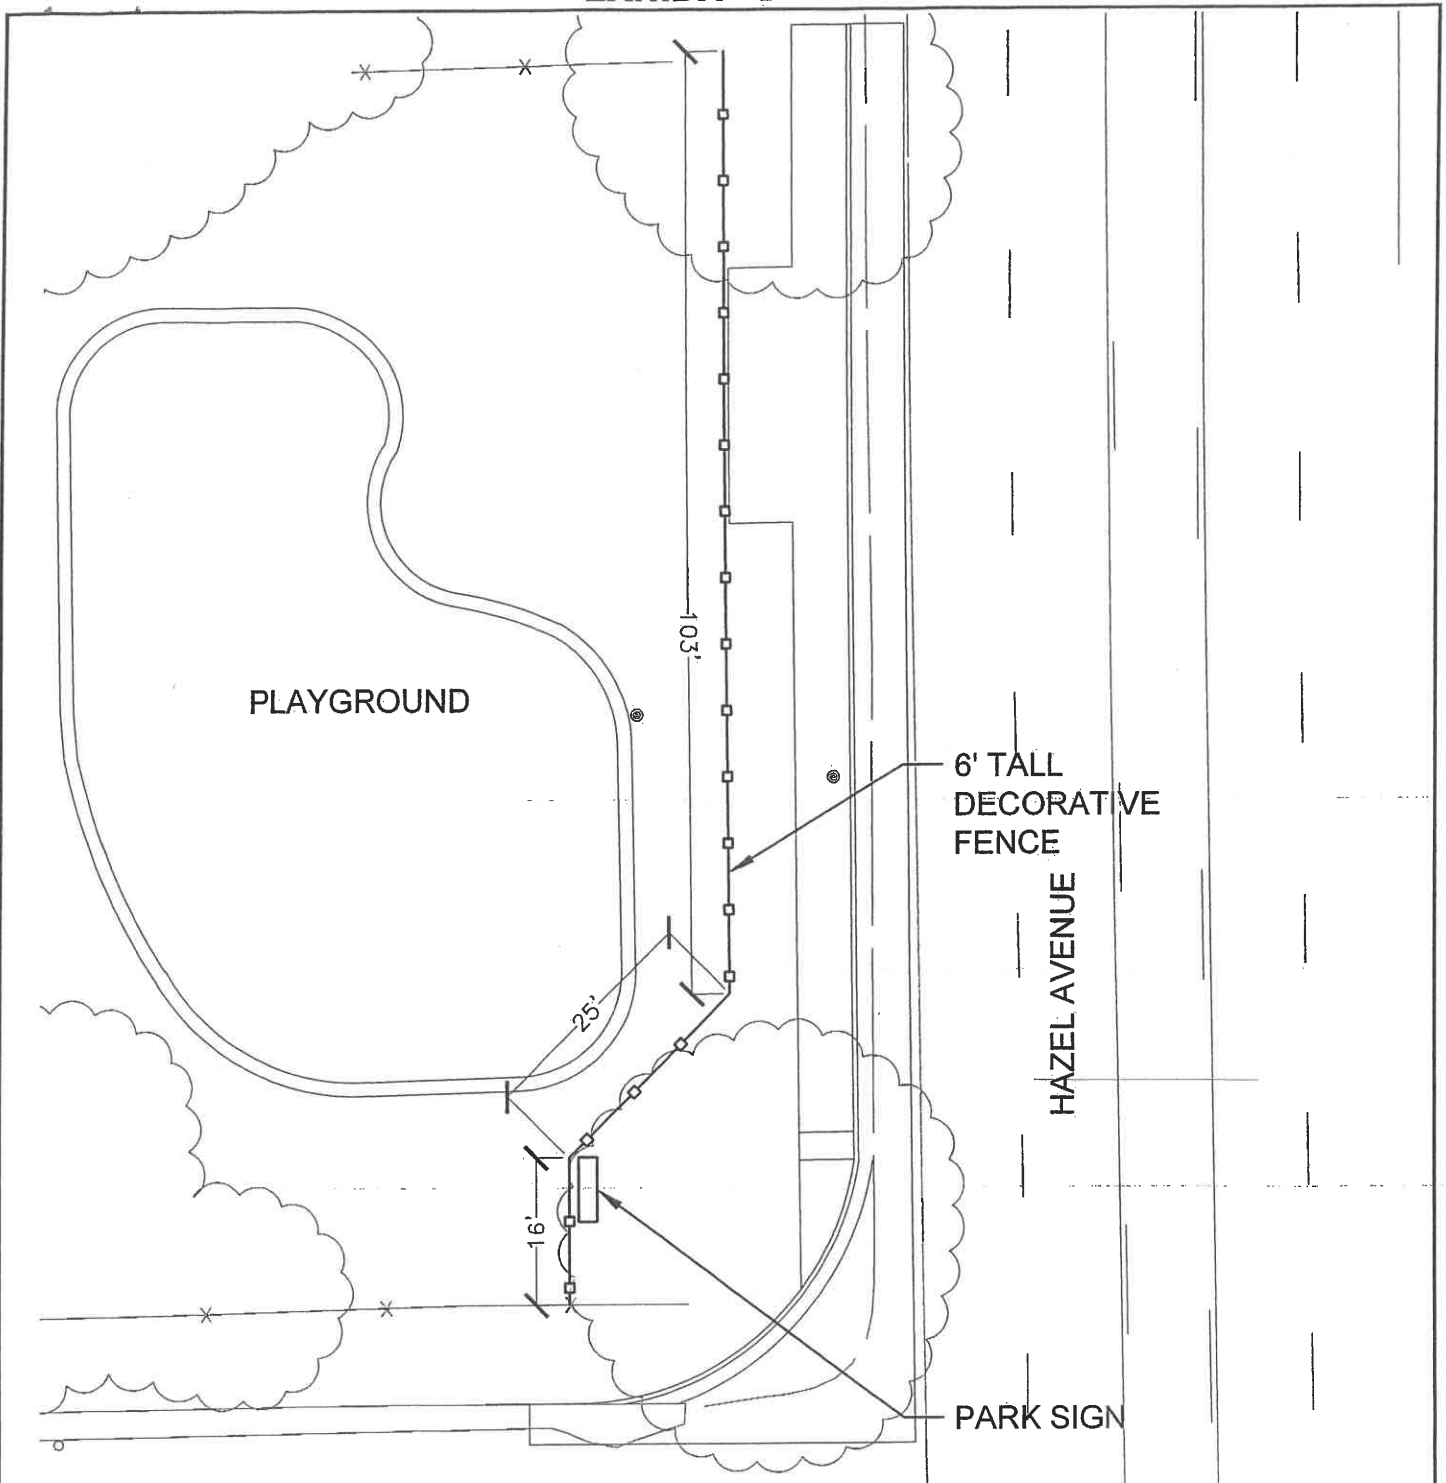 103'
PLAYGROUND
6' TALL
DECORATIVE
FENCE
HAZEL AVENUE
25'
16'
PARK SIGN